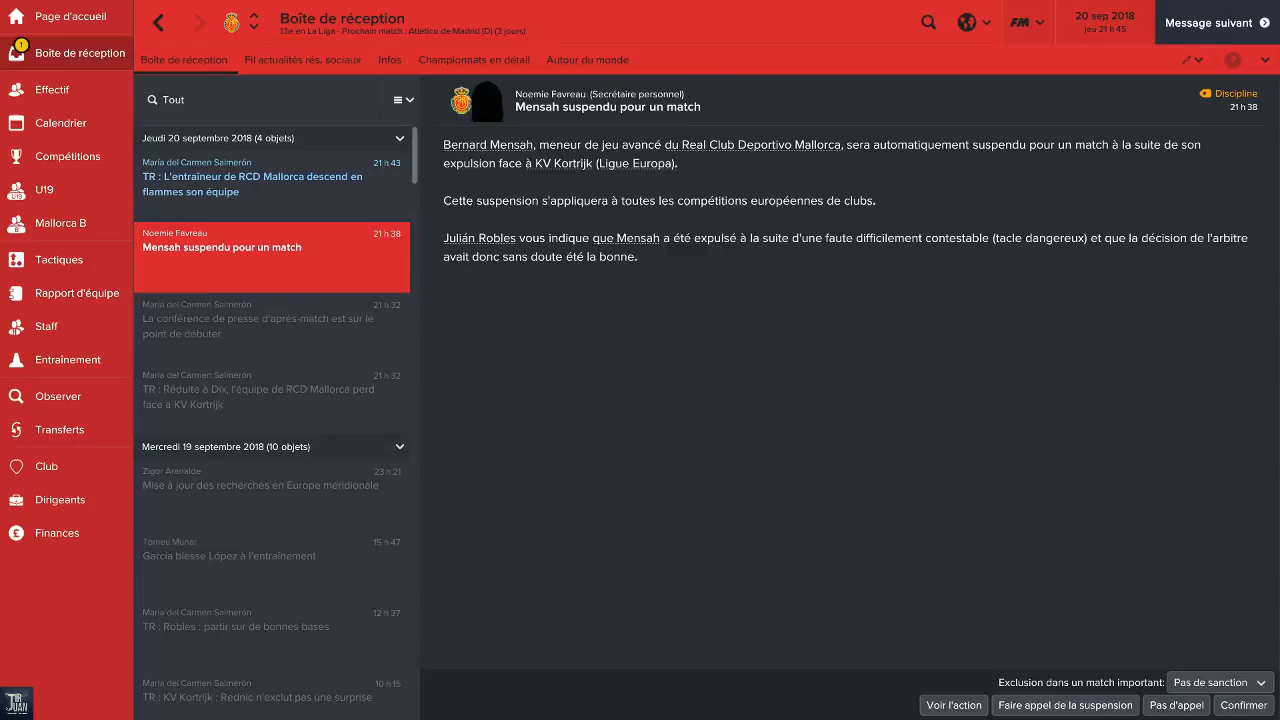 Page d'accueil
Boîte de réception
1
Effectif
Calendrier
Compétitions
U19
U19
Mallorca B
B
Tactiques
Rapport d'équipe
Staff
Entraînement
Observer
Transferts
Club
Dirigeants
Finances
Boîte de réception
13e en La Liga - Prochain match : Atlético de Madrid (D) (3 jours)
FM
20 sep 2018
jeu 21 h 45
Message suivant
Boîte de réception
Fil actualités rés. sociaux
Infos
Championnats en détail
Autour du monde
Tout
Jeudi 20 septembre 2018 (4 objets)
María del Carmen Salmerón
21 h 43
TR : L'entraîneur de RCD Mallorca descend en
flammes son équipe
Noemie Favreau
21 h 38
Mensah suspendu pour un match
María del Carmen Salmerón
21 h 32
La conférence de presse d'après-match est sur le
point de débuter
María del Carmen Salmerón
21 h 32
TR : Réduite à Dix, l'équipe de RCD Mallorca perd
face à KV Kortrijk
Mercredi 19 septembre 2018 (10 objets)
Zigor Aranalde
23 h 21
Mise à jour des recherches en Europe méridionale
Tomeu Munar
15 h 47
García blesse López à l'entraînement
María del Carmen Salmerón
12 h 37
TR : Robles : partir sur de bonnes bases
María del Carmen Salmerón
10 h 15
TR : KV Kortrijk : Rednic n'exclut pas une surprise
Noemie Favreau (Secrétaire personnel)
Mensah suspendu pour un match
Discipline
21 h 38
Bernard Mensah, meneur de jeu avancé du Real Club Deportivo Mallorca, sera automatiquement suspendu pour un match à la suite de son
expulsion face à KV Kortrijk (Ligue Europa).
Cette suspension s'appliquera à toutes les compétitions européennes de clubs.
Julián Robles vous indique que Mensah a été expulsé à la suite d'une faute difficilement contestable (tacle dangereux) et que la décision de l'arbitre
avait donc sans doute été la bonne.
Exclusion dans un match important:
Pas de sanction
Voir l'action
Faire appel de la suspension
Pas d'appel
Confirmer